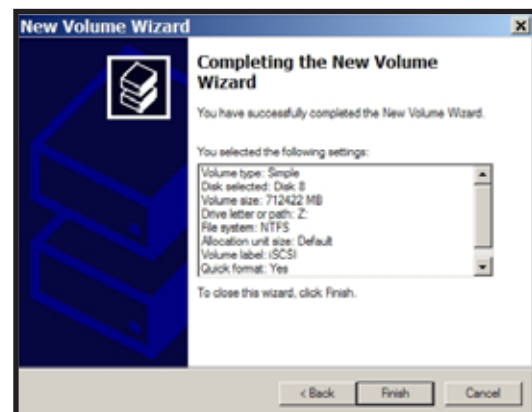 New Volume Wizard
Completing the New Volume
Wizard
You have successfully completed the New Volume Wizard.
You selected the following settings:
Volume type: Simple
Disk selected: Disk 8
Volume size: 712422 MB
Drive letter or path: Z:
File system: NTFS
Allocation unit size: Default
Volume label: iSCSI
Quick format: Yes
To close this wizard, click Finish.
< Back
Finish
Cancel